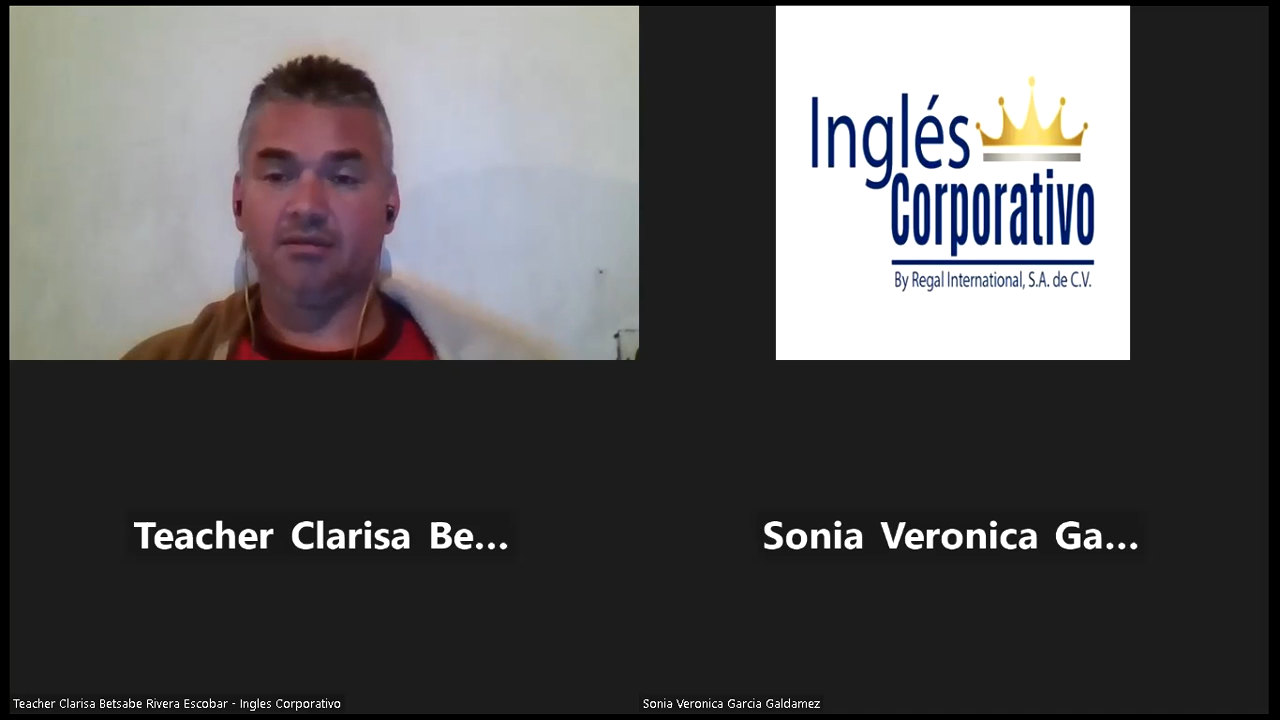 Inglés
Corporativo
By Regal International, S.A. de C.V.
Teacher Clarisa Be...
Sonia Veronica Ga...
Teacher Clarisa Betsabe Rivera Escobar - Ingles Corporativo
Sonia Veronica Garcia Galdamez